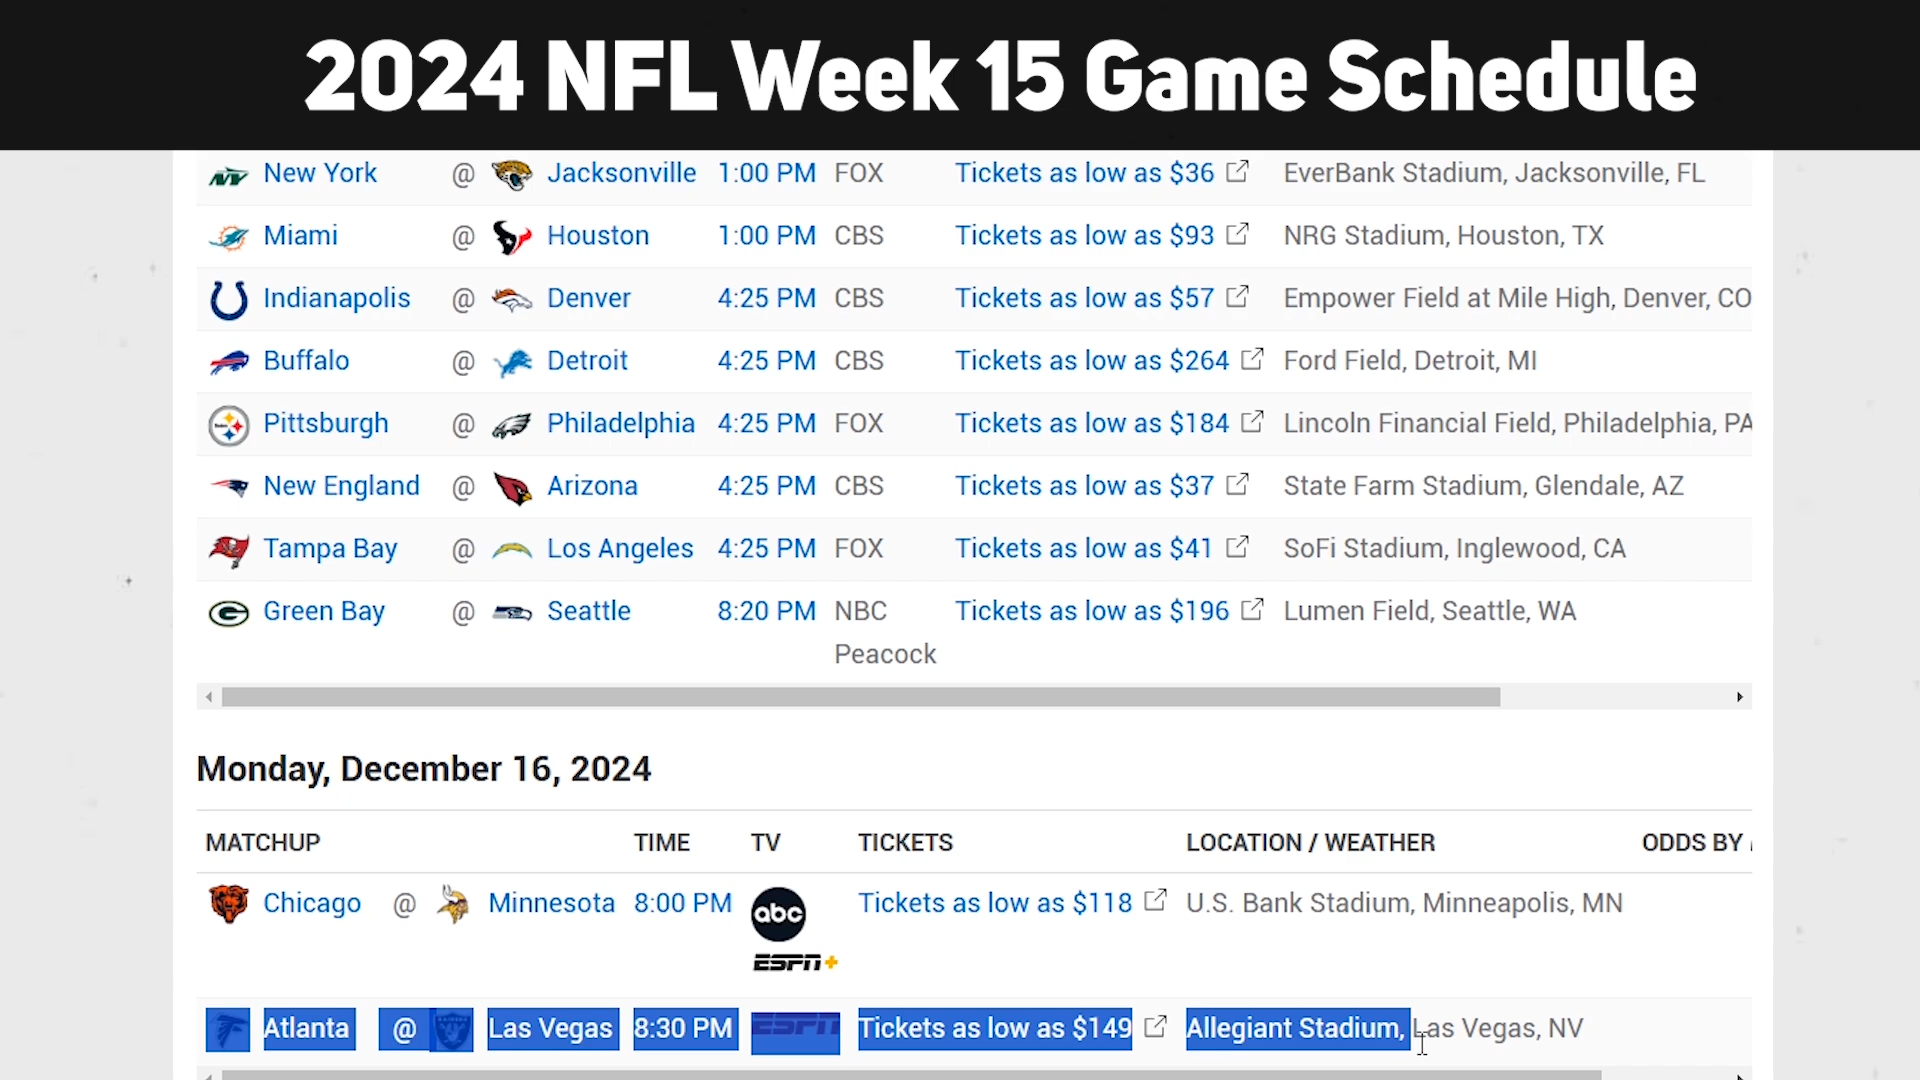 2024 NFL Week 15 Game Schedule
New York @ Jacksonville 1:00 PM FOX Tickets as low as $36 EverBank Stadium, Jacksonville, FL
Miami @ Houston 1:00 PM CBS Tickets as low as $93 NRG Stadium, Houston, TX
Indianapolis @ Denver 4:25 PM CBS Tickets as low as $57 Empower Field at Mile High, Denver, CO
Buffalo @ Detroit 4:25 PM CBS Tickets as low as $264 Ford Field, Detroit, MI
Pittsburgh @ Philadelphia 4:25 PM FOX Tickets as low as $184 Lincoln Financial Field, Philadelphia, PA
New England @ Arizona 4:25 PM CBS Tickets as low as $37 State Farm Stadium, Glendale, AZ
Tampa Bay @ Los Angeles 4:25 PM FOX Tickets as low as $41 SoFi Stadium, Inglewood, CA
Green Bay @ Seattle 8:20 PM NBC Tickets as low as $196 Lumen Field, Seattle, WA
Peacock
Monday, December 16, 2024
MATCHUP TIME TV TICKETS LOCATION / WEATHER ODDS BY
Chicago @ Minnesota 8:00 PM abc Tickets as low as $118 U.S. Bank Stadium, Minneapolis, MN
ESPN+
Atlanta @ Las Vegas 8:30 PM ESPN Tickets as low as $149 Allegiant Stadium, Las Vegas, NV